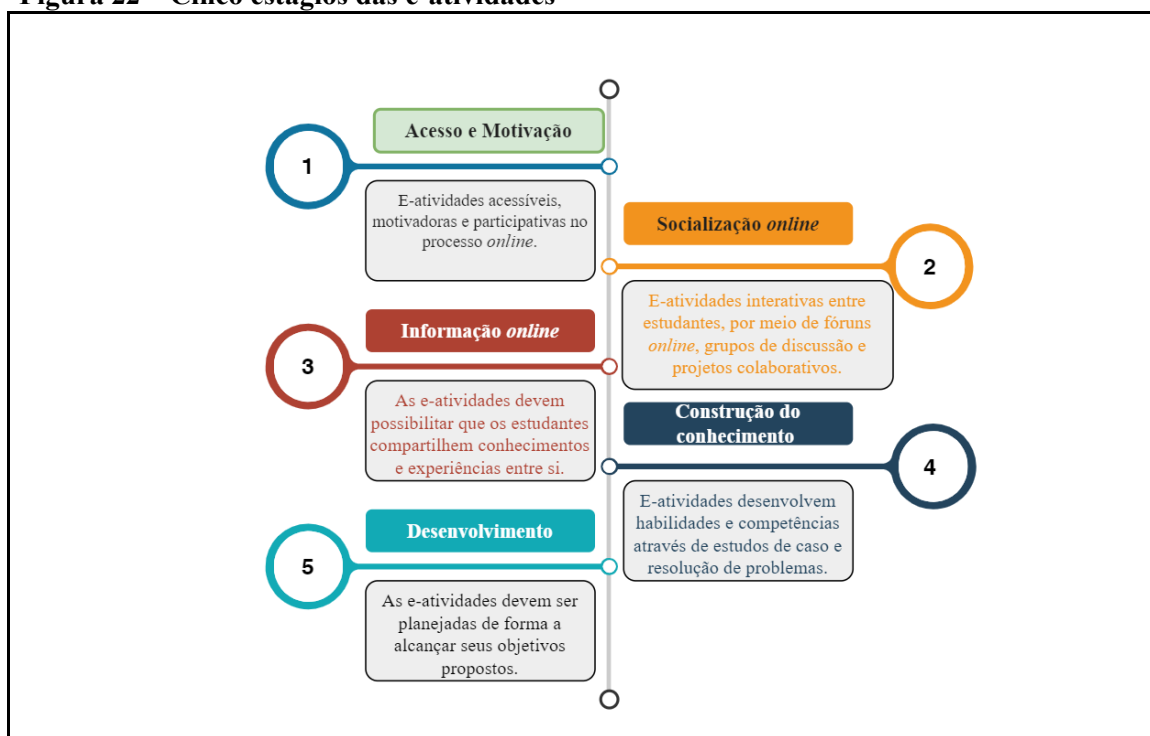 Figura 22 – Cinco estágios das e-atividades
Acesso e Motivação
1
E-atividades acessíveis,
motivadoras e participativas no
processo online.
Socialização online
2
E-atividades interativas entre
estudantes, por meio de fóruns
online, grupos de discussão e
projetos colaborativos.
Informação online
3
As e-atividades devem
possibilitar que os estudantes
compartilhem conhecimentos
e experiências entre si.
Construção do
conhecimento
4
E-atividades desenvolvem
habilidades e competências
através de estudos de caso e
resolução de problemas.
Desenvolvimento
5
As e-atividades devem ser
planejadas de forma a
alcançar seus objetivos
propostos.